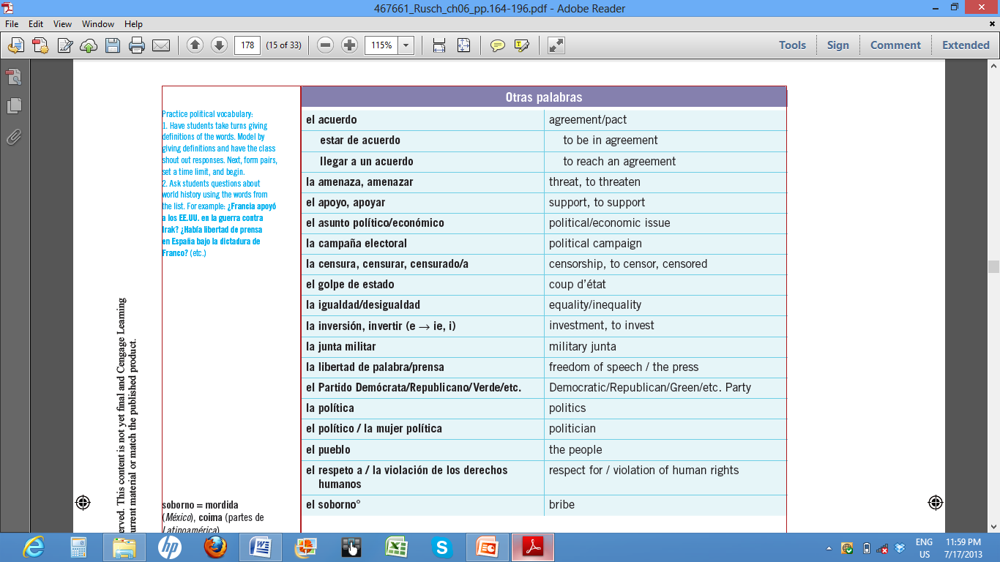 467661_Rusch_ch06_pp.164-196.pdf - Adobe Reader
File Edit View Window Help
178 (15 of 33) 115% Tools Sign Comment Extended
Otras palabras
Practice political vocabulary:
1. Have students take turns giving
definitions of the words. Model by
giving definitions and have the class
shout out responses. Next, form pairs,
set a time limit, and begin.
2. Ask students questions about
world history using the words from
the list. For example: ¿Francia apoyó
a los EE.UU. en la guerra contra
Irak? ¿Había libertad de prensa
en España bajo la dictadura de
Franco? (etc.)
el acuerdo agreement/pact
estar de acuerdo to be in agreement
llegar a un acuerdo to reach an agreement
la amenaza, amenazar threat, to threaten
el apoyo, apoyar support, to support
el asunto político/económico political/economic issue
la campaña electoral political campaign
la censura, censurar, censurado/a censorship, to censor, censored
el golpe de estado coup d'état
la igualdad/desigualdad equality/inequality
la inversión, invertir (e → ie, i) investment, to invest
la junta militar military junta
la libertad de palabra/prensa freedom of speech / the press
el Partido Demócrata/Republicano/Verde/etc. Democratic/Republican/Green/etc. Party
la política politics
el político / la mujer política politician
el pueblo the people
el respeto a / la violación de los derechos respect for / violation of human rights
humanos
el soborno° bribe
erved. This content is not yet final and Cengage Learning
urrent material or match the published product.
soborno = mordida
(México), coima (partes de
Latinoamérica)
ENG 11:59 PM
US 7/17/2013